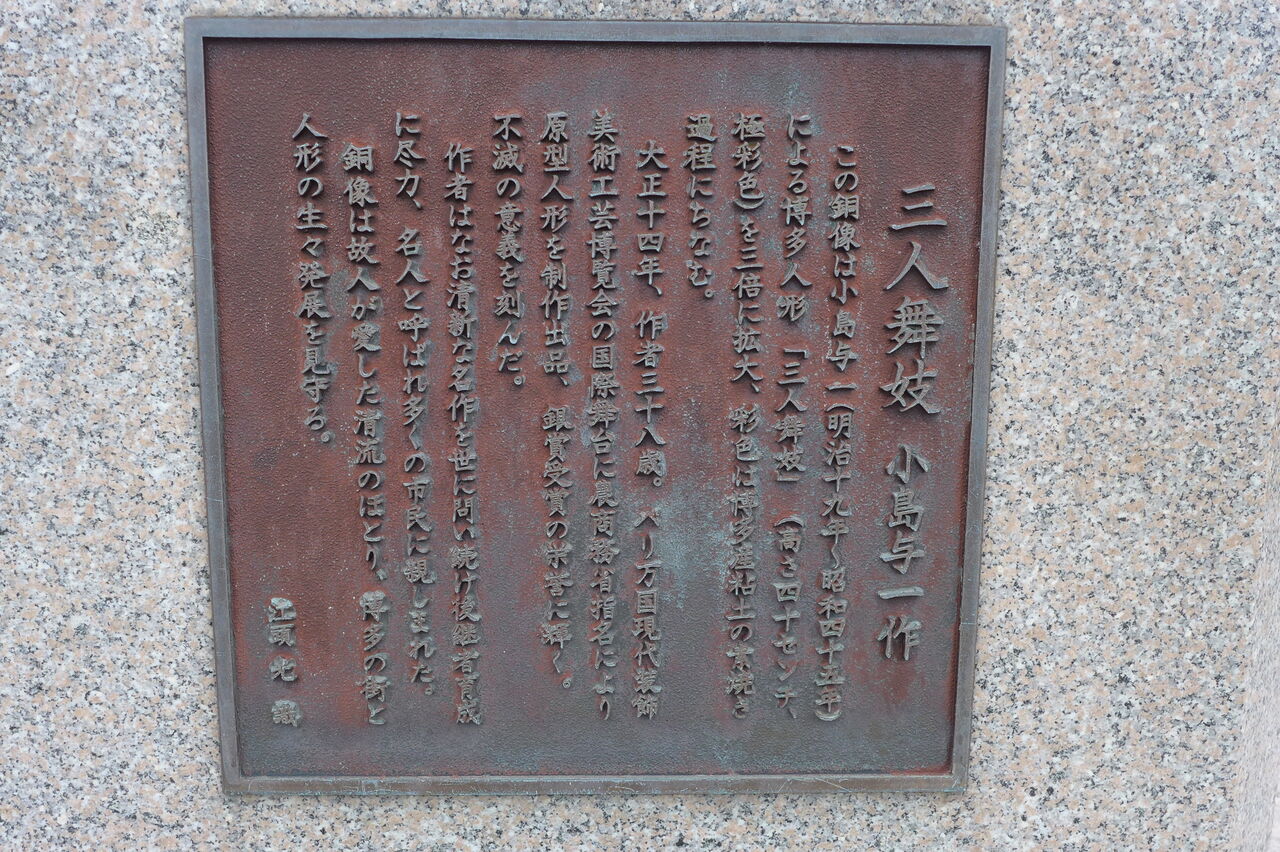 三人舞妓 小島与一作
この銅像は小島与一(明治十九年〜昭和四十五年)
による博多人形「三人舞妓」(高さ四十センチ、
極彩色)を三倍に拡大、彩色は博多産粘土の素焼き
過程にちなむ。
大正十四年、作者三十八歳。パリ万国現代装飾
美術工芸博覧会の国際舞台に農商務省指名により
原型人形を制作出品、銀賞受賞の栄誉に輝く。
不滅の意義を刻んだ。
作者はなお清新な名作を世に問い続け後継者育成
に尽力、名人と呼ばれ多くの市民に親しまれた。
銅像は故人が愛した清流のほとり、博多の街と
人形の生々発展を見守る。
江頭 光 識